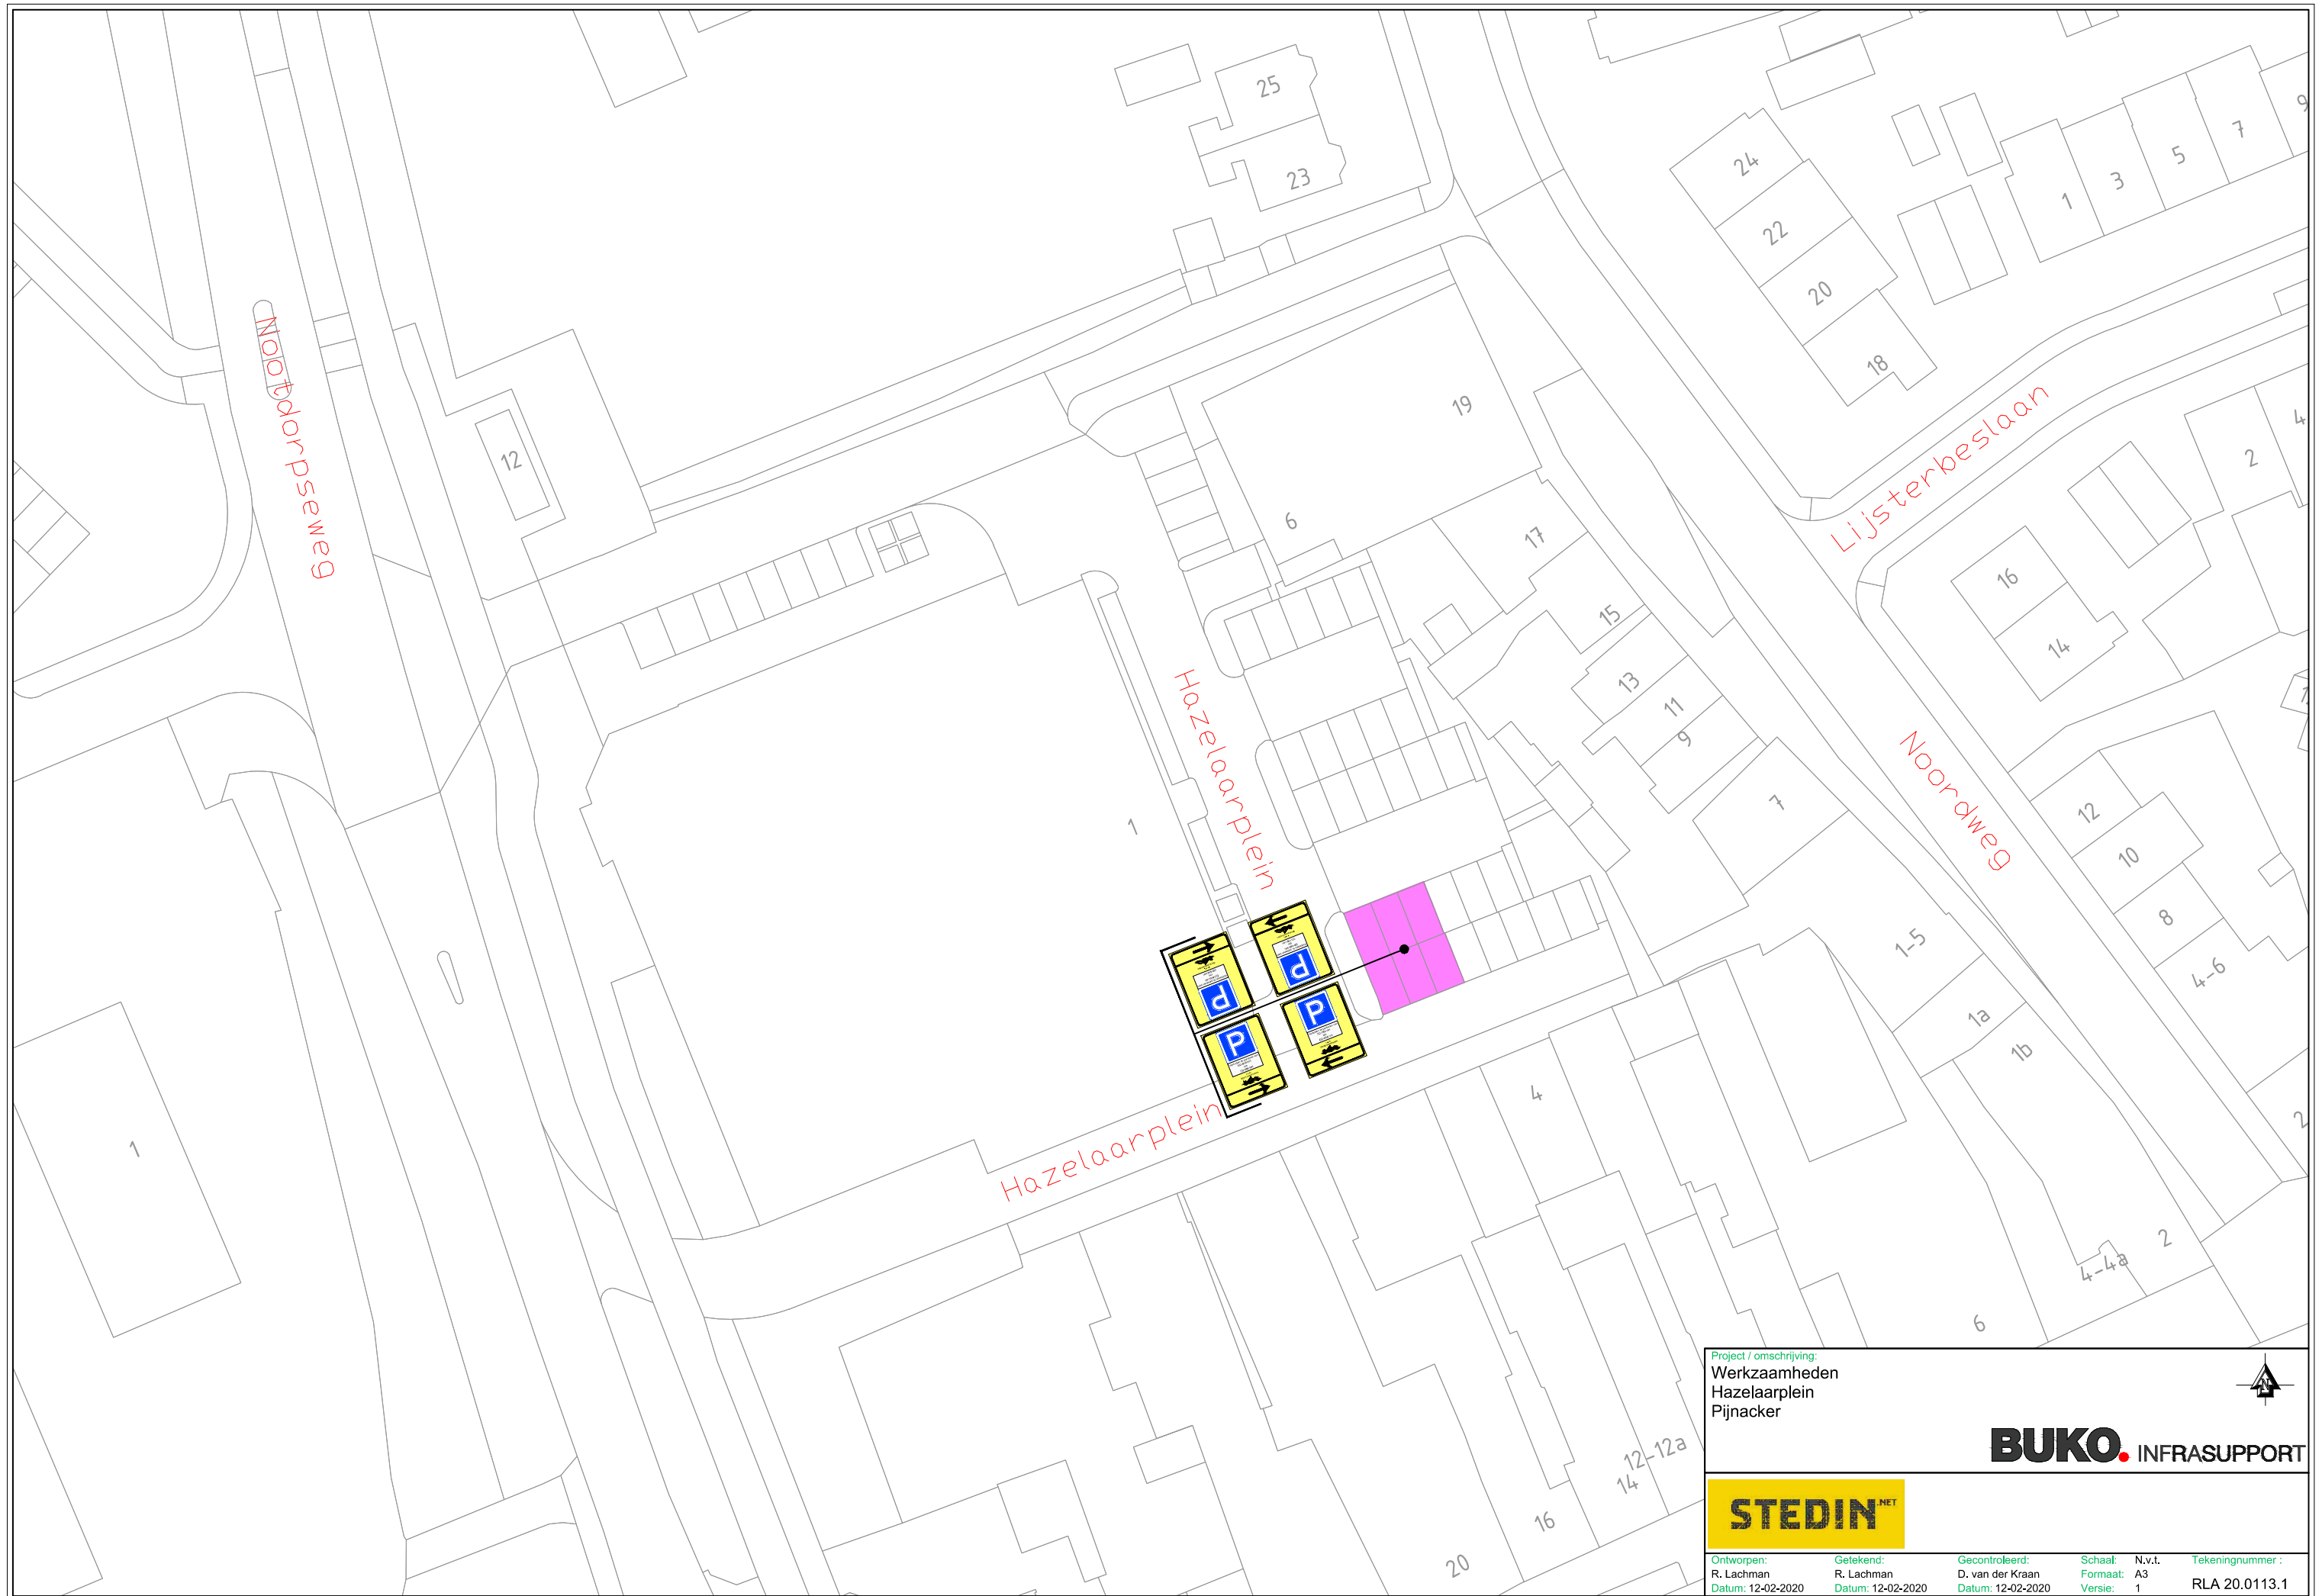 25
23
24
22
20
18
1
3
5
7
9
Nootdorpseweg
12
19
6
17
15
13
11
9
7
Lijsterbeslaan
4
2
16
14
Hazelaarplein
1
Noordweg
12
10
8
4-6
1-5
1a
1b
2
P
P
P
P
Hazelaarplein
4
1
4-4a
2
6
12-12a
14
16
20
Project / omschrijving:
Werkzaamheden
Hazelaarplein
Pijnacker
N
BUKO. INFRASUPPORT
STEDIN.NET
Ontworpen: Getekend: Gecontroleerd: Schaal: N.v.t. Tekeningnummer :
R. Lachman R. Lachman D. van der Kraan Formaat: A3
Datum: 12-02-2020 Datum: 12-02-2020 Datum: 12-02-2020 Versie: 1 RLA 20.0113.1